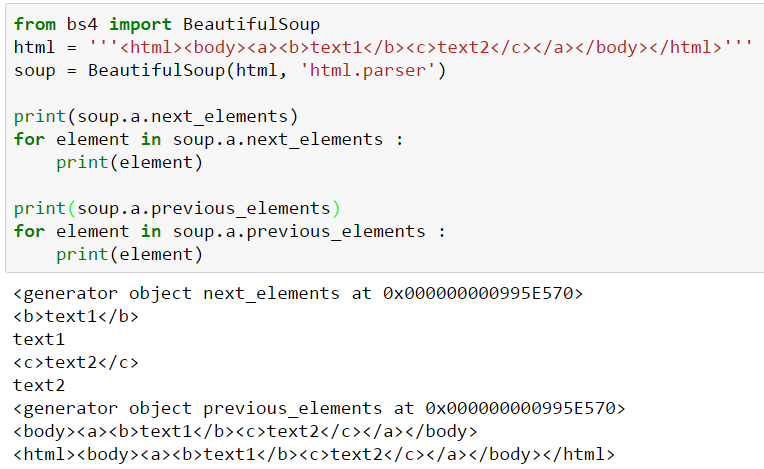 from bs4 import BeautifulSoup
html = '''<html><body><a><b>text1</b><c>text2</c></a></body></html>'''
soup = BeautifulSoup(html, 'html.parser')

print(soup.a.next_elements)
for element in soup.a.next_elements :
    print(element)

print(soup.a.previous_elements)
for element in soup.a.previous_elements :
    print(element)
<generator object next_elements at 0x000000000995E570>
<b>text1</b>
text1
<c>text2</c>
text2
<generator object previous_elements at 0x000000000995E570>
<body><a><b>text1</b><c>text2</c></a></body>
<html><body><a><b>text1</b><c>text2</c></a></body></html>